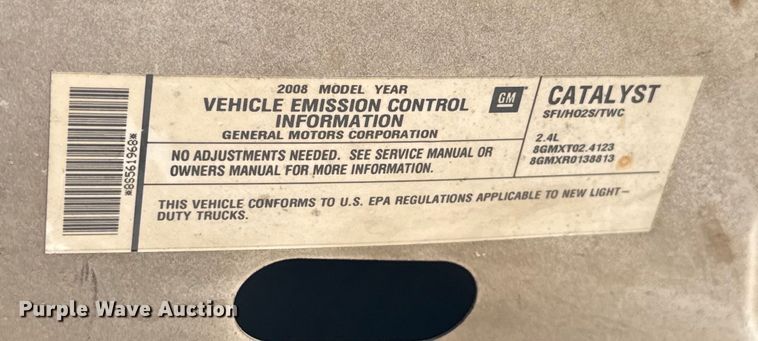 *88561968*
2008 MODEL YEAR
VEHICLE EMISSION CONTROL
INFORMATION
GENERAL MOTORS CORPORATION
GM
NO ADJUSTMENTS NEEDED. SEE SERVICE MANUAL OR
OWNERS MANUAL FOR MORE INFORMATION.
THIS VEHICLE CONFORMS TO U.S. EPA REGULATIONS APPLICABLE TO NEW LIGHT-
DUTY TRUCKS.
CATALYST
SFI/HO2S/TWC
2.4L
8GMXT02.4123
8GMXR0138813
Purple Wave Auction